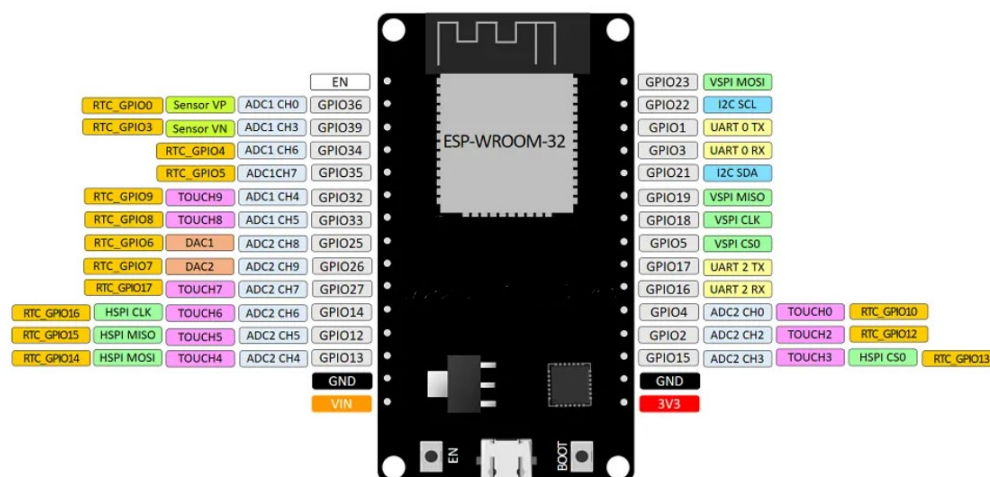 EN GPIO23 VSPI MOSI
RTC_GPIO0 Sensor VP ADC1 CH0 GPIO36 GPIO22 I2C SCL
RTC_GPIO3 Sensor VN ADC1 CH3 GPIO39 GPIO1 UART 0 TX
ESP-WROOM-32
RTC_GPIO4 ADC1 CH6 GPIO34 GPIO3 UART 0 RX
RTC_GPIO5 ADC1CH7 GPIO35 GPIO21 I2C SDA
RTC_GPIO9 TOUCH9 ADC1 CH4 GPIO32 GPIO19 VSPI MISO
RTC_GPIO8 TOUCH8 ADC1 CH5 GPIO33 GPIO18 VSPI CLK
RTC_GPIO6 DAC1 ADC2 CH8 GPIO25 GPIO5 VSPI CS0
RTC_GPIO7 DAC2 ADC2 CH9 GPIO26 GPIO17 UART 2 TX
RTC_GPIO17 TOUCH7 ADC2 CH7 GPIO27 GPIO16 UART 2 RX
RTC_GPIO16 HSPI CLK TOUCH6 ADC2 CH6 GPIO14 GPIO4 ADC2 CH0 TOUCH0 RTC_GPIO10
RTC_GPIO15 HSPI MISO TOUCH5 ADC2 CH5 GPIO12 GPIO2 ADC2 CH2 TOUCH2 RTC_GPIO12
RTC_GPIO14 HSPI MOSI TOUCH4 ADC2 CH4 GPIO13 GPIO15 ADC2 CH3 TOUCH3 HSPI CS0 RTC_GPIO13
GND GND
VIN 3V3
EN BOOT